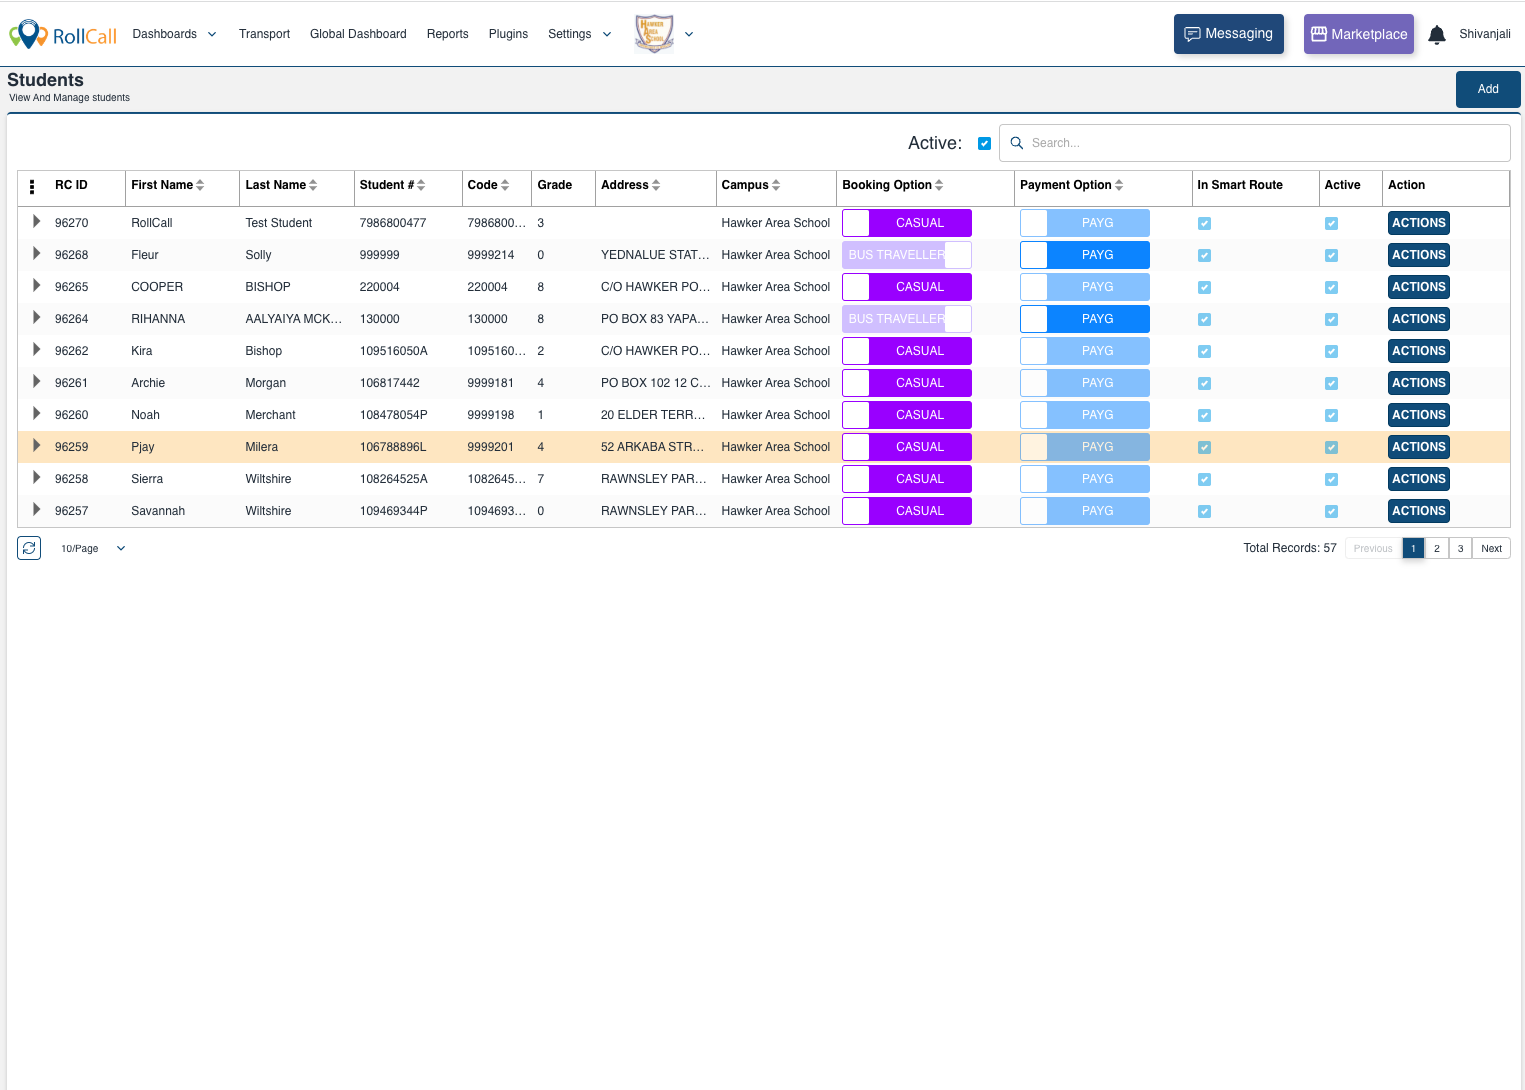 RollCall Dashboards Transport Global Dashboard Reports Plugins Settings HAWKER AREA SCHOOL Messaging Marketplace Shivanjali
Students
View And Manage students
Add
Active: Search...
RC ID First Name Last Name Student # Code Grade Address Campus Booking Option Payment Option In Smart Route Active Action
96270 RollCall Test Student 7986800477 7986800... 3 Hawker Area School CASUAL PAYG ACTIONS
96268 Fleur Solly 999999 9999214 0 YEDNALUE STAT... Hawker Area School BUS TRAVELLER PAYG ACTIONS
96265 COOPER BISHOP 220004 220004 8 C/O HAWKER PO... Hawker Area School CASUAL PAYG ACTIONS
96264 RIHANNA AALYAIYA MCK... 130000 130000 8 PO BOX 83 YAPA... Hawker Area School BUS TRAVELLER PAYG ACTIONS
96262 Kira Bishop 109516050A 1095160... 2 C/O HAWKER PO... Hawker Area School CASUAL PAYG ACTIONS
96261 Archie Morgan 106817442 9999181 4 PO BOX 102 12 C... Hawker Area School CASUAL PAYG ACTIONS
96260 Noah Merchant 108478054P 9999198 1 20 ELDER TERR... Hawker Area School CASUAL PAYG ACTIONS
96259 Pjay Milera 106788896L 9999201 4 52 ARKABA STR... Hawker Area School CASUAL PAYG ACTIONS
96258 Sierra Wiltshire 108264525A 1082645... 7 RAWNSLEY PAR... Hawker Area School CASUAL PAYG ACTIONS
96257 Savannah Wiltshire 109469344P 1094693... 0 RAWNSLEY PAR... Hawker Area School CASUAL PAYG ACTIONS
10/Page Total Records: 57 Previous 1 2 3 Next